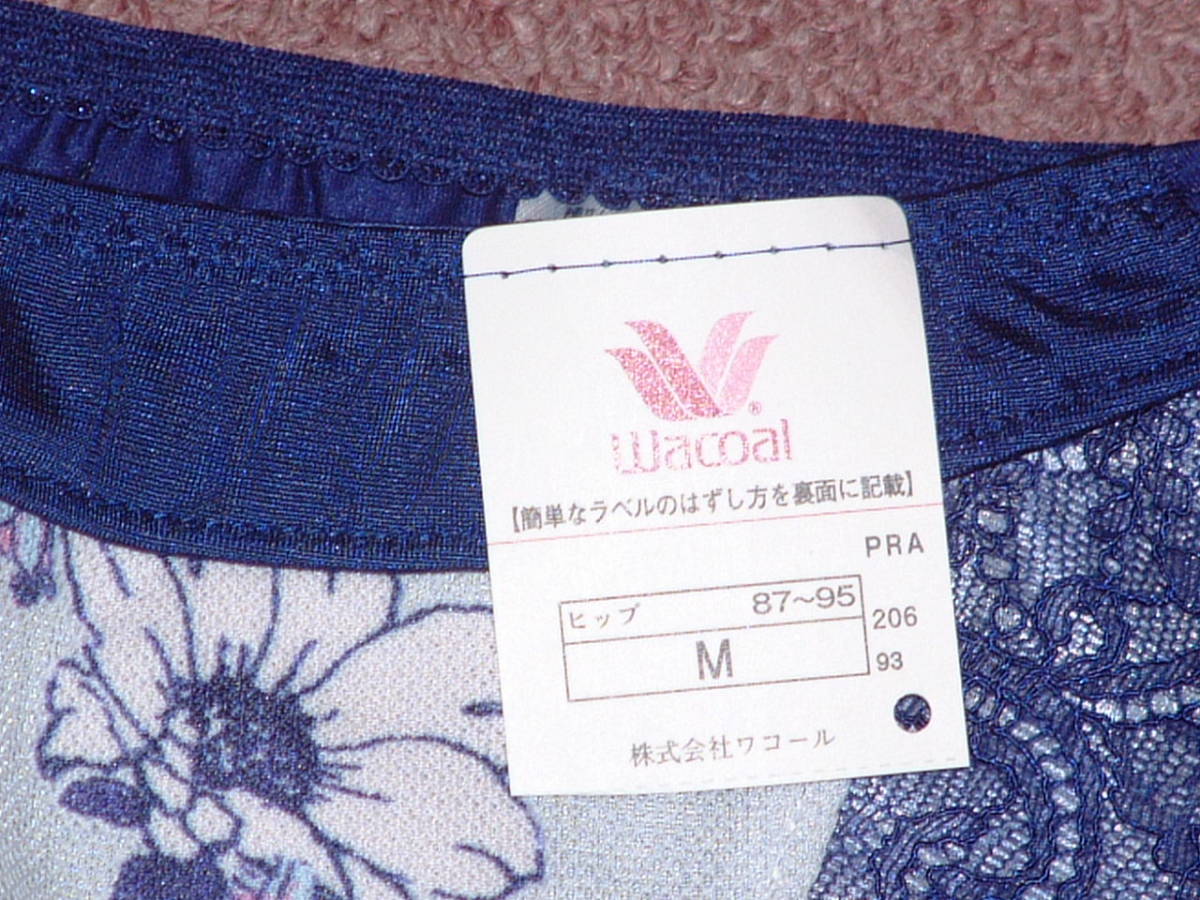 Wacoal®
【簡単なラベルのはずし方を裏面に記載】
PRA
ヒップ 87〜95
206
M
93
株式会社ワコール